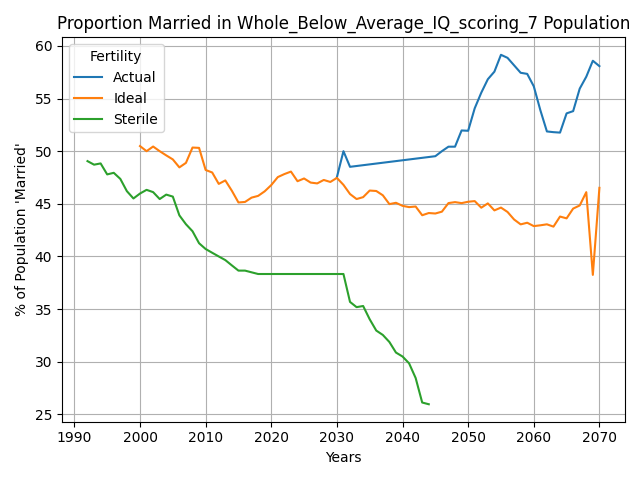 Proportion Married in Whole_Below_Average_IQ_scoring_7 Population
Fertility
Actual
Ideal
Sterile
% of Population 'Married'
60
55
50
45
40
35
30
25
1990 2000 2010 2020 2030 2040 2050 2060 2070
Years